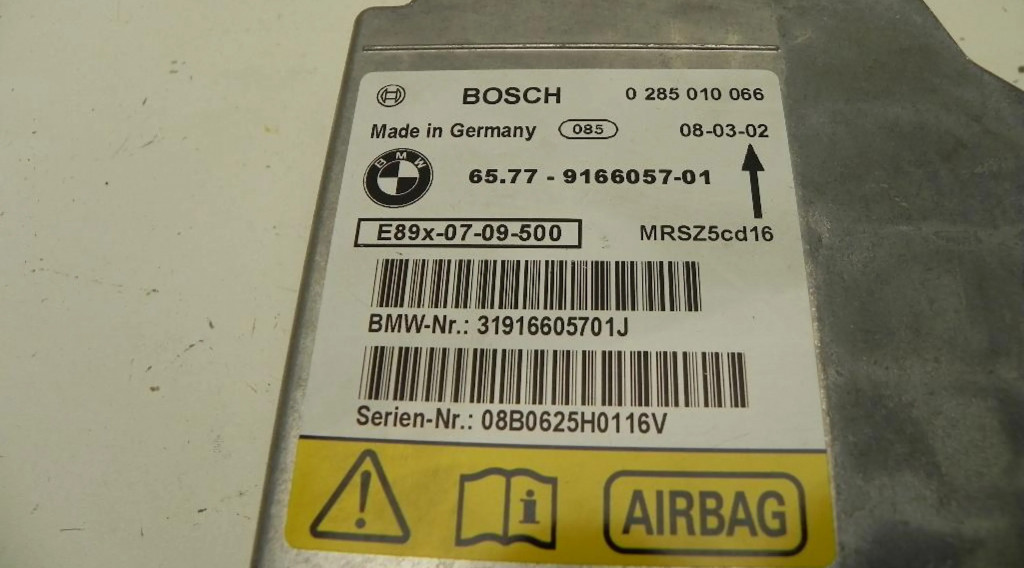 BOSCH 0 285 010 066
Made in Germany 085 08-03-02
BMW 65.77 - 9166057-01
E89x-07-09-500 MRSZ5cd16
BMW-Nr.: 31916605701J
Serien-Nr.: 08B0625H0116V
! i AIRBAG